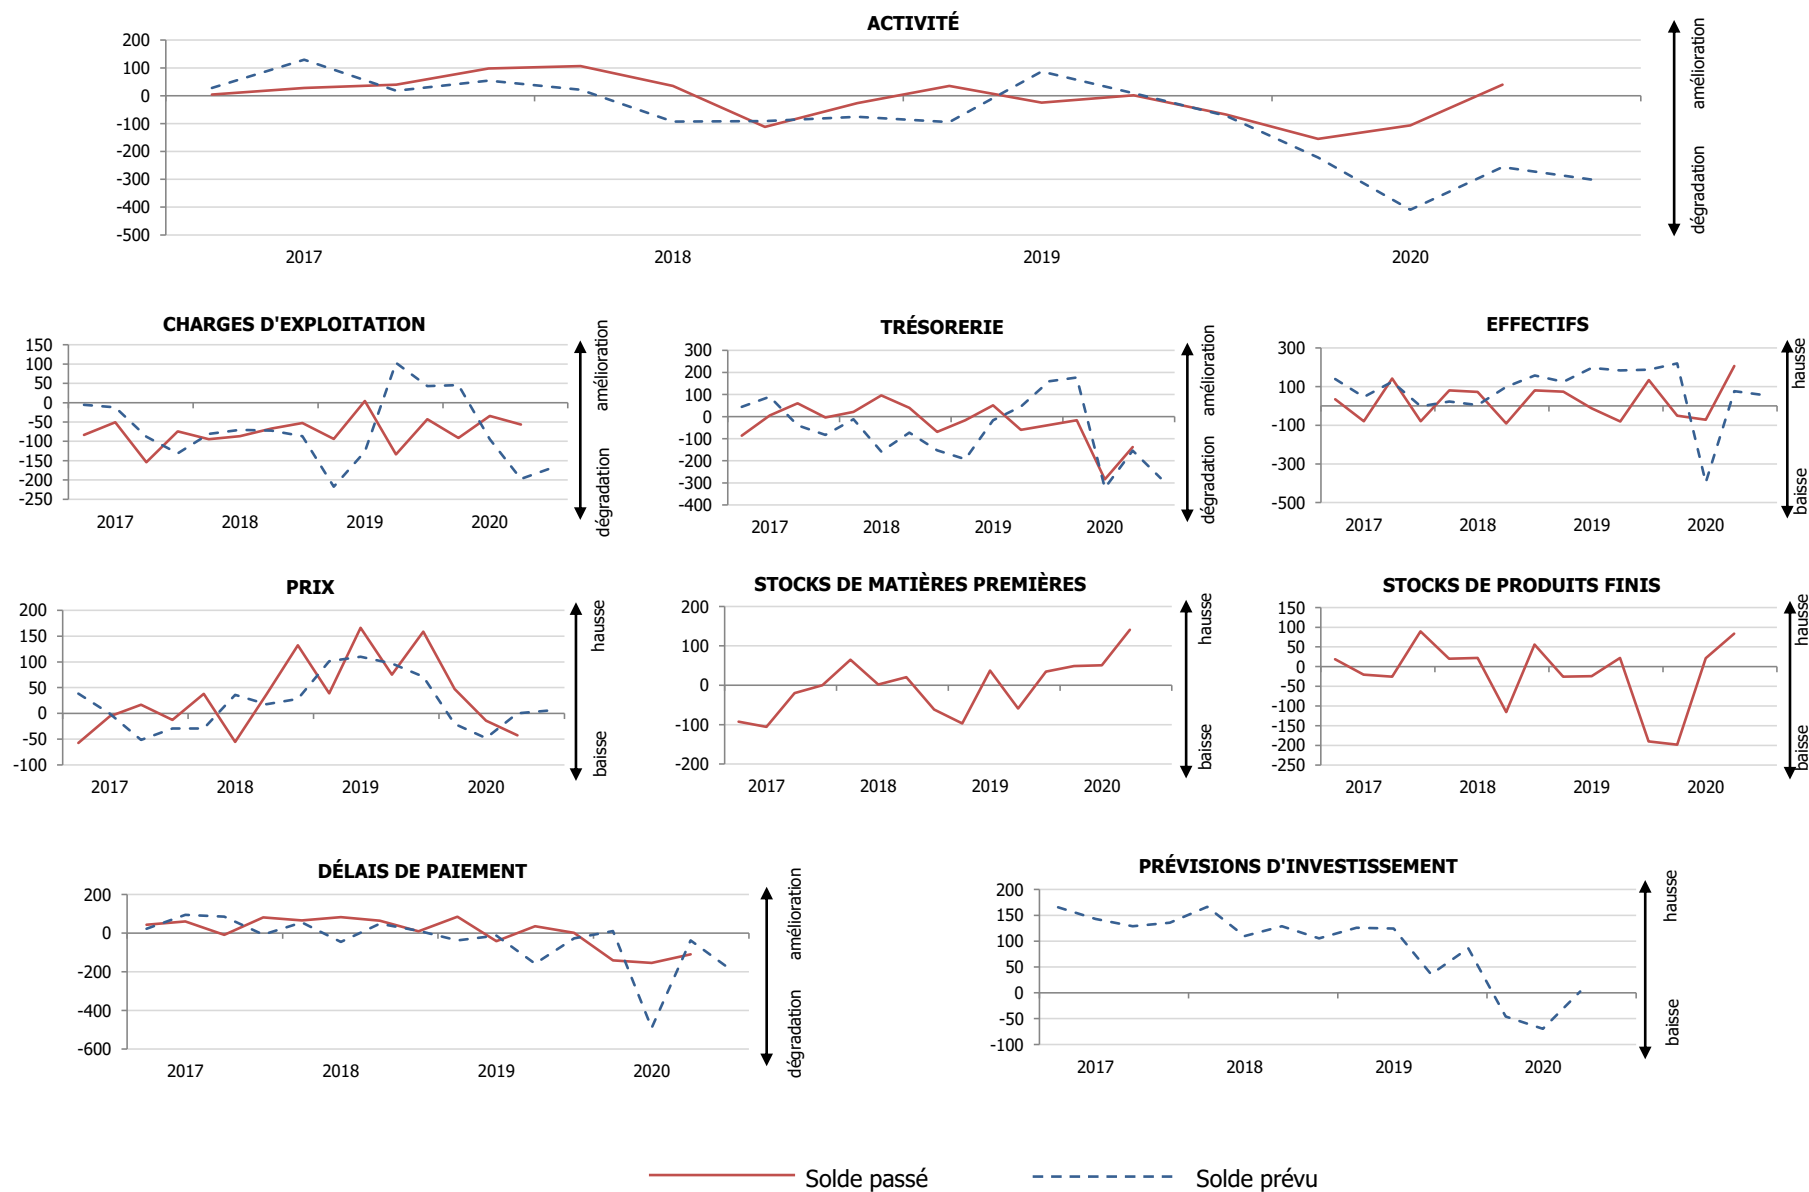 ACTIVITÉ
200
100
0
-100
-200
-300
-400
-500
2017 2018 2019 2020
amélioration
dégradation
CHARGES D'EXPLOITATION
150
100
50
0
-50
-100
-150
-200
-250
2017 2018 2019 2020
amélioration
dégradation
TRÉSORERIE
300
200
100
0
-100
-200
-300
-400
2017 2018 2019 2020
amélioration
dégradation
EFFECTIFS
300
100
-100
-300
-500
2017 2018 2019 2020
hausse
baisse
PRIX
200
150
100
50
0
-50
-100
2017 2018 2019 2020
hausse
baisse
STOCKS DE MATIÈRES PREMIÈRES
200
100
0
-100
-200
2017 2018 2019 2020
hausse
baisse
STOCKS DE PRODUITS FINIS
150
100
50
0
-50
-100
-150
-200
-250
2017 2018 2019 2020
hausse
baisse
DÉLAIS DE PAIEMENT
200
0
-200
-400
-600
2017 2018 2019 2020
amélioration
dégradation
PRÉVISIONS D'INVESTISSEMENT
200
150
100
50
0
-50
-100
2017 2018 2019 2020
hausse
baisse
Solde passé Solde prévu